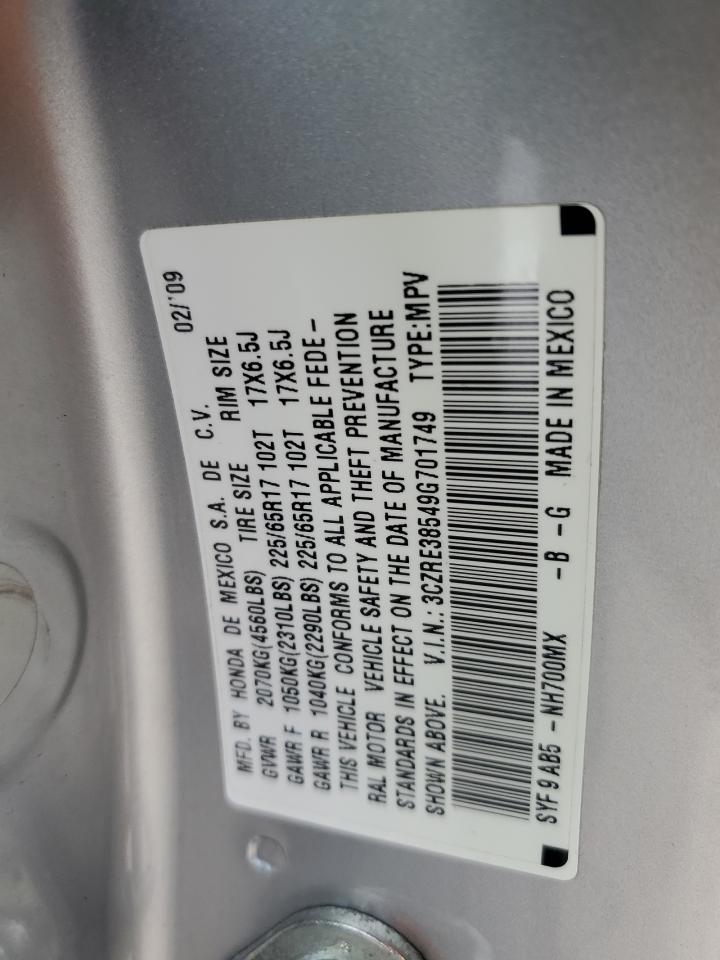 MFD. BY HONDA DE MEXICO S.A. DE C.V. 02/'09
GVWR 2070KG(4560LBS) TIRE SIZE RIM SIZE
GAWR F 1050KG(2310LBS) 225/65R17 102T 17X6.5J
GAWR R 1040KG(2290LBS) 225/65R17 102T 17X6.5J
THIS VEHICLE CONFORMS TO ALL APPLICABLE FEDE-
RAL MOTOR VEHICLE SAFETY AND THEFT PREVENTION
STANDARDS IN EFFECT ON THE DATE OF MANUFACTURE
SHOWN ABOVE. V.I.N.: 3CZRE38549G701749 TYPE:MPV
SYF9AB5 -NH700MX -B -G MADE IN MEXICO